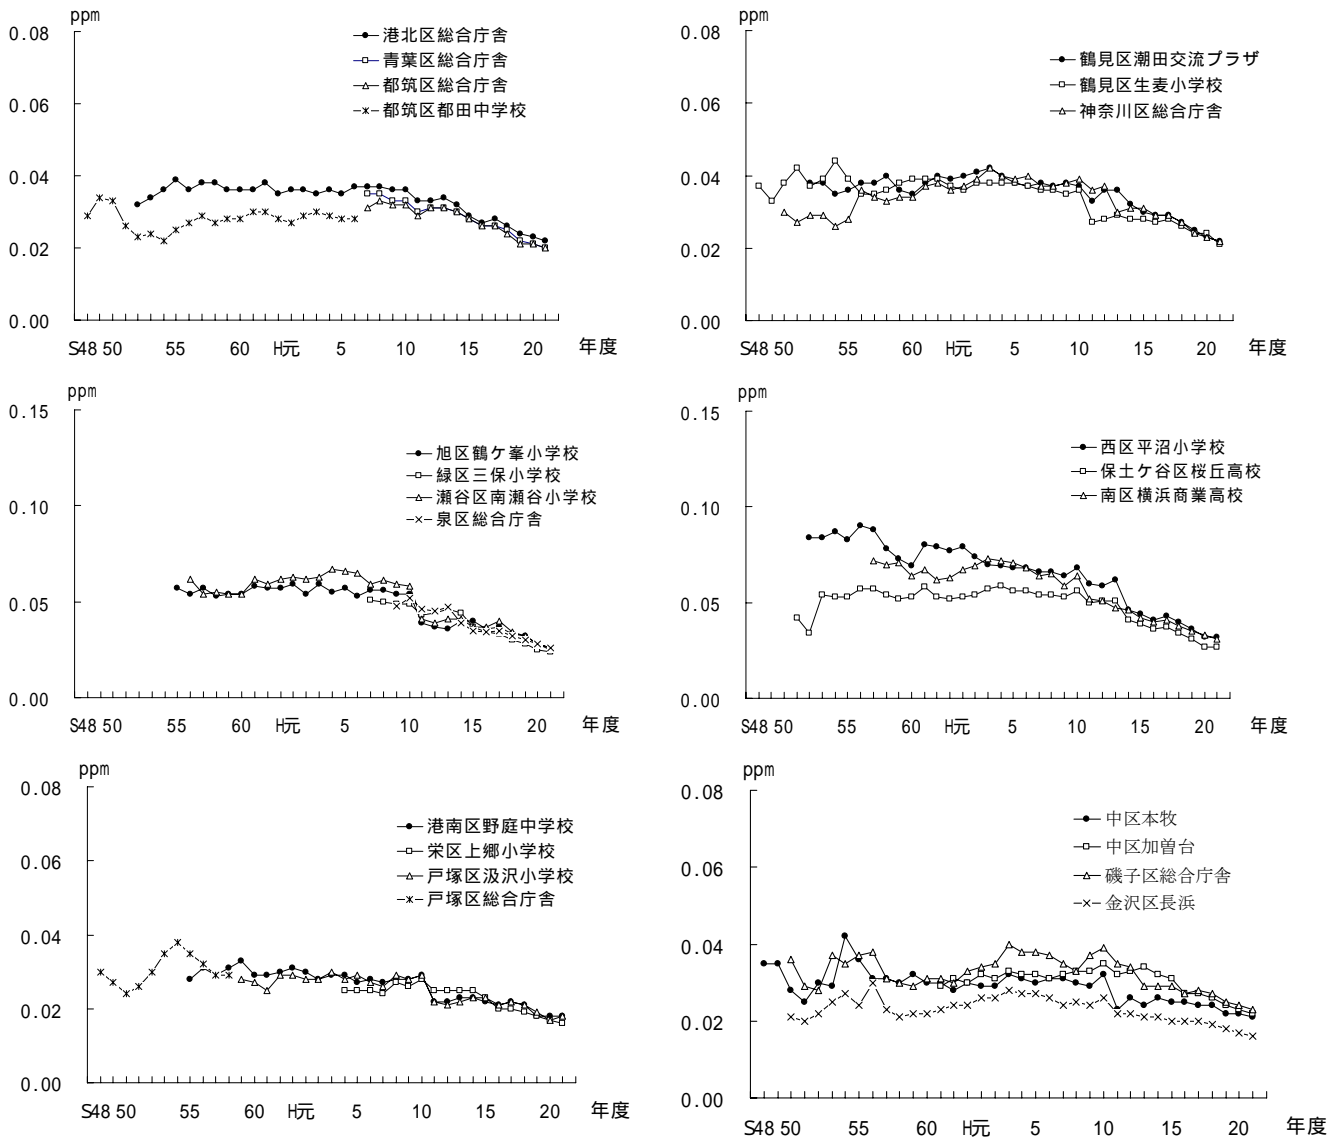 ppm
0.08
0.06
0.04
0.02
0.00
港北区総合庁舎
青葉区総合庁舎
都筑区総合庁舎
都筑区都田中学校
S48 50 55 60 H元 5 10 15 20 年度
ppm
0.08
0.06
0.04
0.02
0.00
鶴見区潮田交流プラザ
鶴見区生麦小学校
神奈川区総合庁舎
S48 50 55 60 H元 5 10 15 20 年度
ppm
0.15
0.10
0.05
0.00
旭区鶴ケ峯小学校
緑区三保小学校
瀬谷区南瀬谷小学校
泉区総合庁舎
S48 50 55 60 H元 5 10 15 20 年度
ppm
0.15
0.10
0.05
0.00
西区平沼小学校
保土ケ谷区桜丘高校
南区横浜商業高校
S48 50 55 60 H元 5 10 15 20 年度
ppm
0.08
0.06
0.04
0.02
0.00
港南区野庭中学校
栄区上郷小学校
戸塚区汲沢小学校
戸塚区総合庁舎
S48 50 55 60 H元 5 10 15 20 年度
ppm
0.08
0.06
0.04
0.02
0.00
中区本牧
中区加曽台
磯子区総合庁舎
金沢区長浜
S48 50 55 60 H元 5 10 15 20 年度